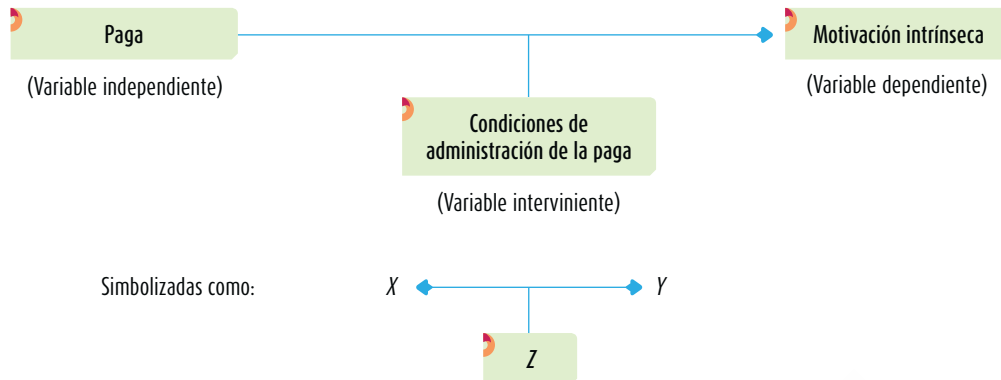 Paga
Motivación intrínseca
(Variable independiente)
(Variable dependiente)
Condiciones de
administración de la paga
(Variable interviniente)
Simbolizadas como:
X
Y
Z